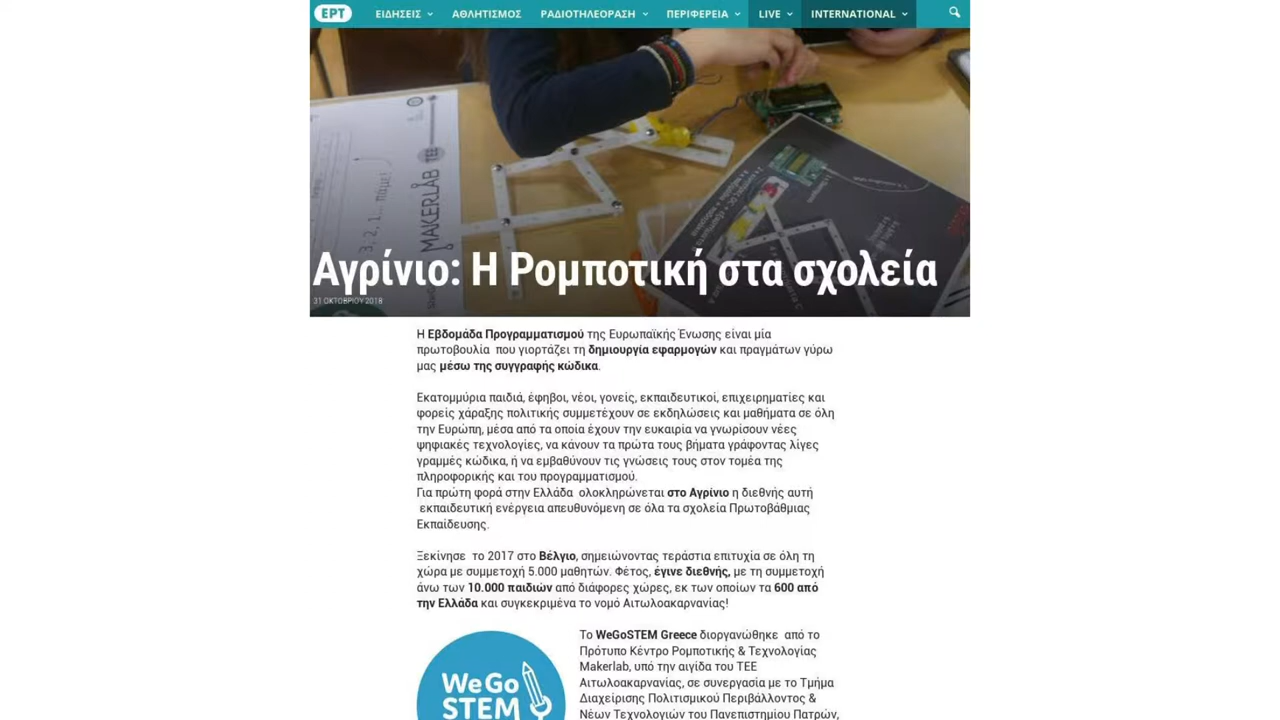 ΕΡΤ ΕΙΔΗΣΕΙΣ ΑΘΛΗΤΙΣΜΟΣ ΡΑΔΙΟΤΗΛΕΟΡΑΣΗ ΠΕΡΙΦΕΡΕΙΑ LIVE INTERNATIONAL
3, 2, 1... πάμε!
MAKERLAB
ΤΕΕ
Αγρίνιο: Η Ρομποτική στα σχολεία
31 ΟΚΤΩΒΡΙΟΥ 2018
Η Εβδομάδα Προγραμματισμού της Ευρωπαϊκής Ένωσης είναι μία
πρωτοβουλία που γιορτάζει τη δημιουργία εφαρμογών και πραγμάτων γύρω
μας μέσω της συγγραφής κώδικα.
Εκατομμύρια παιδιά, έφηβοι, νέοι, γονείς, εκπαιδευτικοί, επιχειρηματίες και
φορείς χάραξης πολιτικής συμμετέχουν σε εκδηλώσεις και μαθήματα σε όλη
την Ευρώπη, μέσα από τα οποία έχουν την ευκαιρία να γνωρίσουν νέες
ψηφιακές τεχνολογίες, να κάνουν τα πρώτα τους βήματα γράφοντας λίγες
γραμμές κώδικα, ή να εμβαθύνουν τις γνώσεις τους στον τομέα της
πληροφορικής και του προγραμματισμού.
Για πρώτη φορά στην Ελλάδα ολοκληρώνεται στο Αγρίνιο η διεθνής αυτή
εκπαιδευτική ενέργεια απευθυνόμενη σε όλα τα σχολεία Πρωτοβάθμιας
Εκπαίδευσης.
Ξεκίνησε το 2017 στο Βέλγιο, σημειώνοντας τεράστια επιτυχία σε όλη τη
χώρα με συμμετοχή 5.000 μαθητών. Φέτος, έγινε διεθνής, με τη συμμετοχή
άνω των 10.000 παιδιών από διάφορες χώρες, εκ των οποίων τα 600 από
την Ελλάδα και συγκεκριμένα το νομό Αιτωλοακαρνανίας!
Το WeGoSTEM Greece διοργανώθηκε από το
Πρότυπο Κέντρο Ρομποτικής & Τεχνολογίας
Makerlab, υπό την αιγίδα του ΤΕΕ
Αιτωλοακαρνανίας, σε συνεργασία με το Τμήμα
Διαχείρισης Πολιτισμικού Περιβάλλοντος &
Νέων Τεχνολογιών του Πανεπιστημίου Πατρών,
We Go
STEM